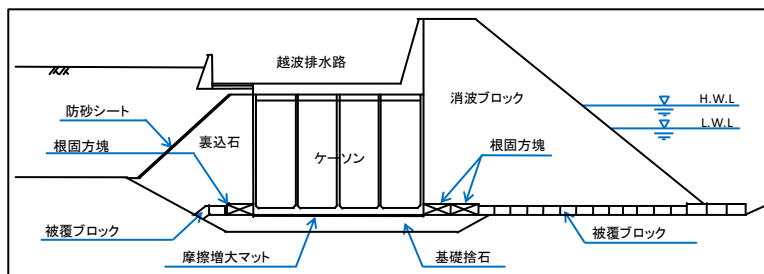 越波排水路
消波ブロック
H.W.L
L.W.L
防砂シート
根固方塊
裏込石
ケーソン
根固方塊
被覆ブロック
摩擦増大マット
基礎捨石
被覆ブロック